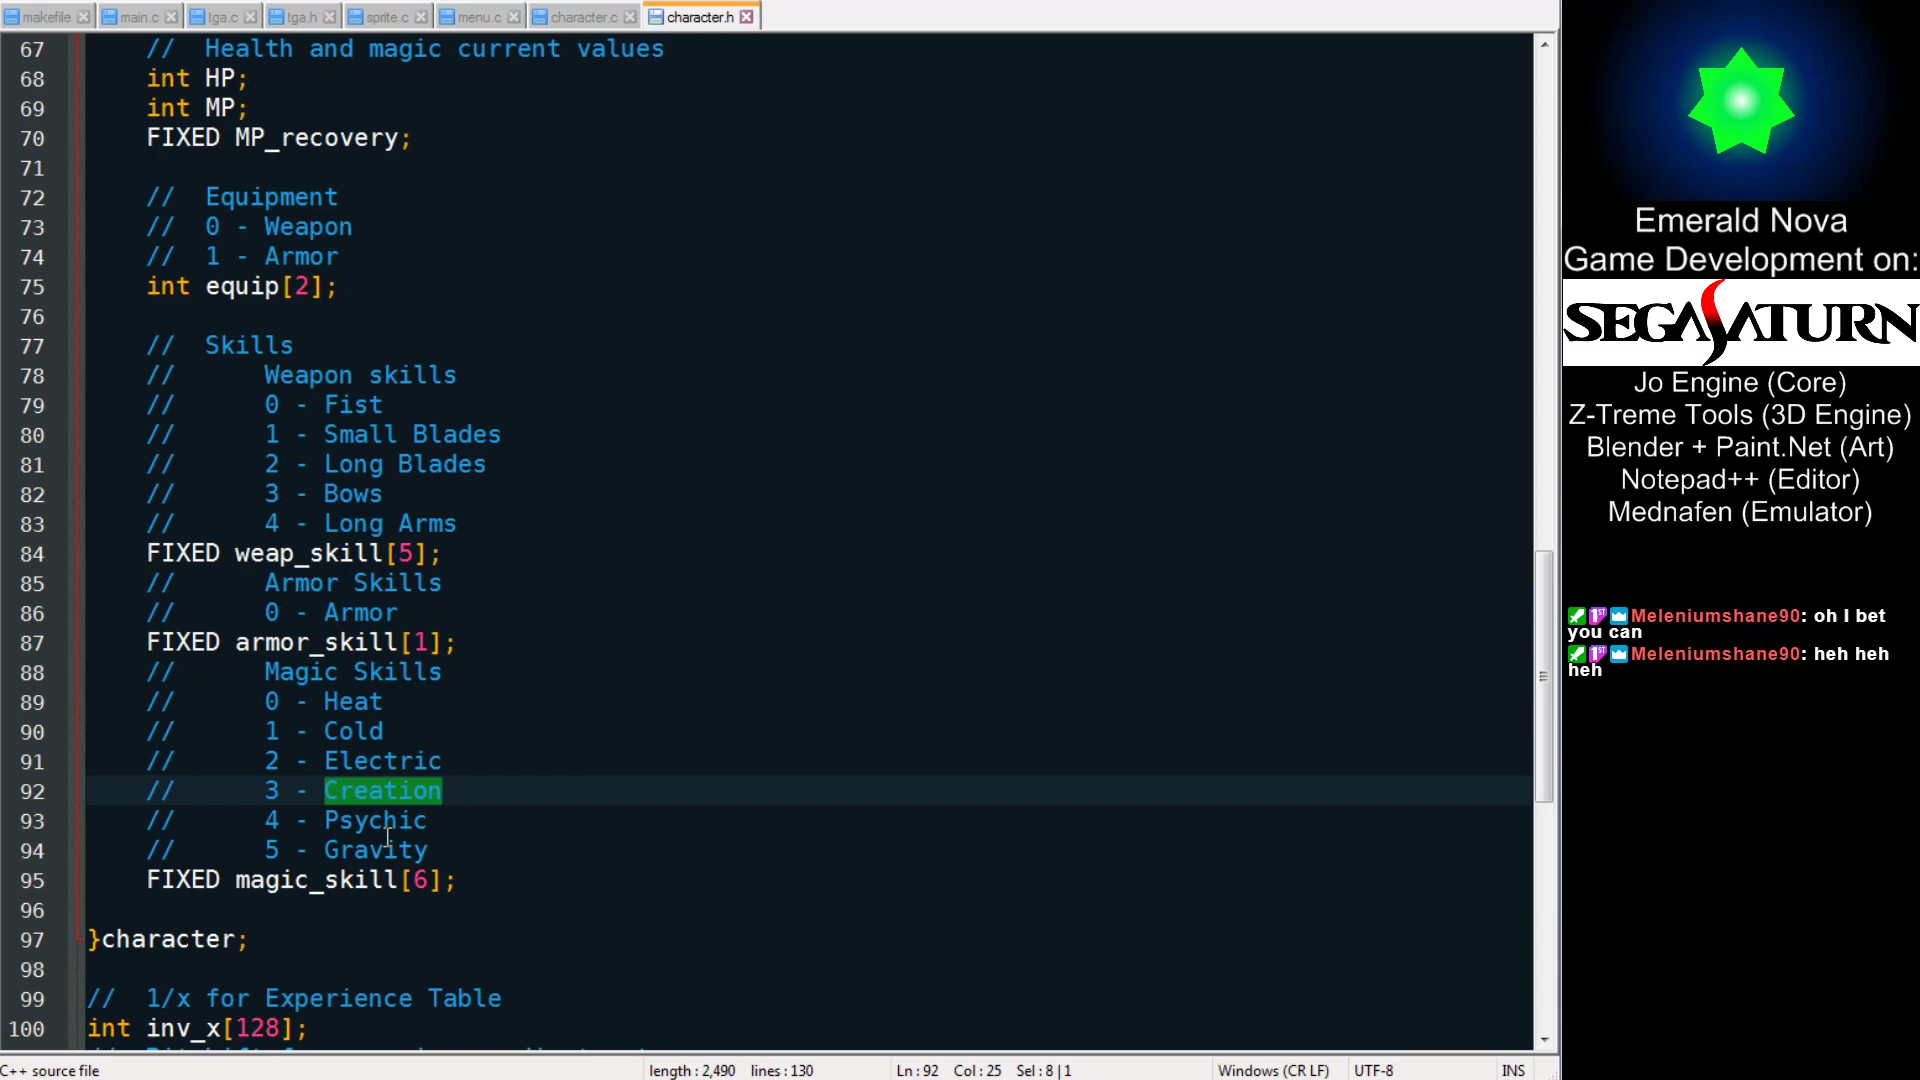 makefile main.c tga.c tga.h sprite.c menu.c character.c character.h
67 // Health and magic current values
68 int HP;
69 int MP;
70 FIXED MP_recovery;
71
72 // Equipment
73 // 0 - Weapon
74 // 1 - Armor
75 int equip[2];
76
77 // Skills
78 // Weapon skills
79 // 0 - Fist
80 // 1 - Small Blades
81 // 2 - Long Blades
82 // 3 - Bows
83 // 4 - Long Arms
84 FIXED weap_skill[5];
85 // Armor Skills
86 // 0 - Armor
87 FIXED armor_skill[1];
88 // Magic Skills
89 // 0 - Heat
90 // 1 - Cold
91 // 2 - Electric
92 // 3 - Creation
93 // 4 - Psychic
94 // 5 - Gravity
95 FIXED magic_skill[6];
96
97 }character;
98
99 // 1/x for Experience Table
100 int inv_x[128];
C++ source file length : 2,490 lines : 130 Ln : 92 Col : 25 Sel : 8 | 1 Windows (CR LF) UTF-8 INS
Emerald Nova
Game Development on:
SEGA SATURN
Jo Engine (Core)
Z-Treme Tools (3D Engine)
Blender + Paint.Net (Art)
Notepad++ (Editor)
Mednafen (Emulator)
1ST Meleniumshane90: oh I bet
you can
1ST Meleniumshane90: heh heh
heh